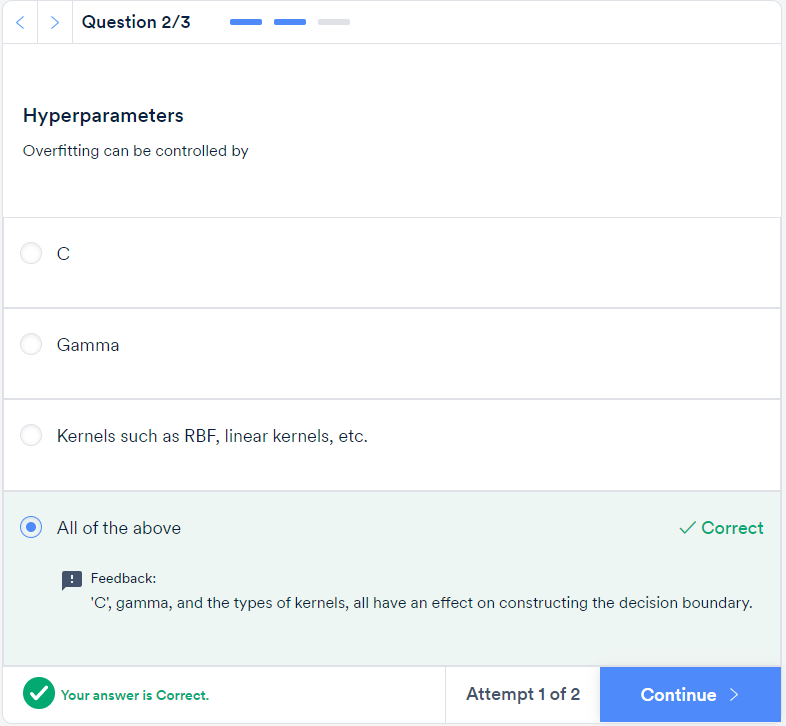 Question 2/3
Hyperparameters
Overfitting can be controlled by
C
Gamma
Kernels such as RBF, linear kernels, etc.
All of the above
Correct
Feedback:
'C', gamma, and the types of kernels, all have an effect on constructing the decision boundary.
Your answer is Correct.
Attempt 1 of 2
Continue